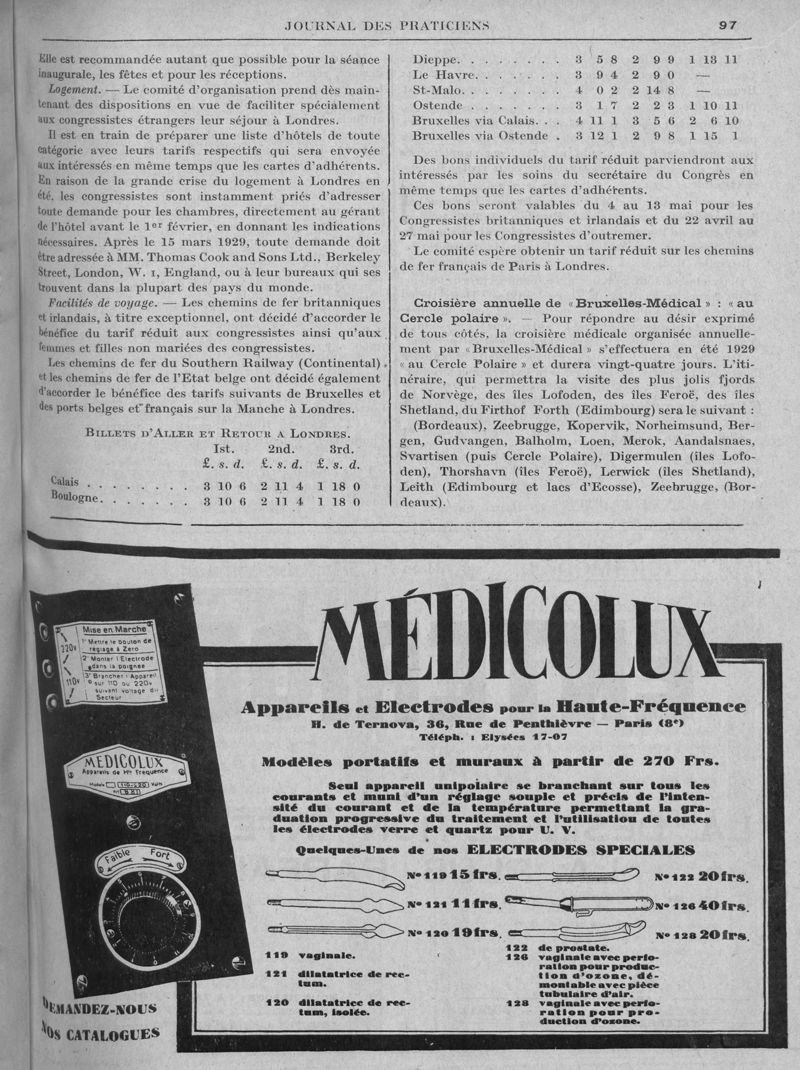 JOURNAL DES PRATICIENS 97
Elle est recommandée autant que possible pour la séance
inaugurale, les fêtes et pour les réceptions.
Logement. — Le comité d'organisation prend dès main-
tenant des dispositions en vue de faciliter spécialement
aux congressistes étrangers leur séjour à Londres.
Il est en train de préparer une liste d'hôtels de toute
catégorie avec leurs tarifs respectifs qui sera envoyée
aux intéressés en même temps que les cartes d'adhérents.
En raison de la grande crise du logement à Londres en
été, les congressistes sont instamment priés d'adresser
toute demande pour les chambres, directement au gérant
de l'hôtel avant le 1er février, en donnant les indications
nécessaires. Après le 15 mars 1929, toute demande doit
être adressée à MM. Thomas Cook and Sons Ltd., Berkeley
Street, London, W. 1, England, ou à leur bureaux qui ses
trouvent dans la plupart des pays du monde.
Facilités de voyage. — Les chemins de fer britanniques
et irlandais, à titre exceptionnel, ont décidé d'accorder le
bénéfice du tarif réduit aux congressistes ainsi qu'aux
femmes et filles non mariées des congressistes.
Les chemins de fer du Southern Railway (Continental)
et les chemins de fer de l'Etat belge ont décidé également
d'accorder le bénéfice des tarifs suivants de Bruxelles et
des ports belges et français sur la Manche à Londres.
BILLETS D'ALLER ET RETOUR A LONDRES.
1st. 2nd. 3rd.
£. s. d. £. s. d. £. s. d.
Calais . . . . . . . . 3 10 6 2 11 4 1 18 0
Boulogne. . . . . . . 3 10 6 2 11 4 1 18 0
Dieppe. . . . . . . . 3 5 8 2 9 9 1 13 11
Le Havre. . . . . . . 3 9 4 2 9 0 —
St-Malo. . . . . . . . 4 0 2 2 14 8 —
Ostende . . . . . . . 3 1 7 2 2 3 1 10 11
Bruxelles via Calais. . . 4 11 1 3 5 6 2 6 10
Bruxelles via Ostende . 3 12 1 2 9 8 1 15 1
Des bons individuels du tarif réduit parviendront aux
intéressés par les soins du secrétaire du Congrès en
même temps que les cartes d'adhérents.
Ces bons seront valables du 4 au 13 mai pour les
Congressistes britanniques et irlandais et du 22 avril au
27 mai pour les Congressistes d'outremer.
Le comité espère obtenir un tarif réduit sur les chemins
de fer français de Paris à Londres.
Croisière annuelle de « Bruxelles-Médical » : « au
Cercle polaire ». — Pour répondre au désir exprimé
de tous côtés, la croisière médicale organisée annuelle-
ment par « Bruxelles-Médical » s'effectuera en été 1929
« au Cercle Polaire » et durera vingt-quatre jours. L'iti-
néraire, qui permettra la visite des plus jolis fjords
de Norvège, des îles Lofoden, des îles Feroë, des îles
Shetland, du Firthof Forth (Edimbourg) sera le suivant :
(Bordeaux), Zeebrugge, Kopervik, Norheimsund, Ber-
gen, Gudvangen, Balholm, Loen, Merok, Aandalsnaes,
Svartisen (puis Cercle Polaire), Digermulen (îles Lofo-
den), Thorshavn (îles Feroë), Lerwick (îles Shetland),
Leith (Edimbourg et lacs d'Ecosse), Zeebrugge, (Bor-
deaux).
MÉDICOLUX
Appareils et Electrodes pour la Haute-Fréquence
H. de Ternova, 36, Rue de Penthièvre — Paris (8e)
Téléph. : Elysées 17-07
Modèles portatifs et muraux à partir de 270 Frs.
Seul appareil unipolaire se branchant sur tous les
courants et muni d'un réglage souple et précis de l'inten-
sité du courant et de la température permettant la gra-
duation progressive du traitement et l'utilisation de toutes
les électrodes verre et quartz pour U. V.
Quelques-Unes de nos ELECTRODES SPECIALES
No 119 15 frs. No 122 20 frs.
No 121 11 frs. No 126 40 frs.
No 120 19 frs. No 128 20 frs.
119 vaginale.
121 dilatatrice de rec-
tum.
120 dilatatrice de rec-
tum, isolée.
122 de prostate.
126 vaginale avec perfo-
ration pour produc-
tion d'ozone, dé-
montable avec pièce
tubulaire d'air.
128 vaginale avec perfo-
ration pour pro-
duction d'ozone.
Mise en Marche
1° Mettre le bouton de
réglage à Zéro
2° Monter l'Electrode
dans la poignée
3° Brancher l'Appareil
sur 110 ou 220v
suivant voltage du
Secteur
220v
110v
MEDICOLUX
Appareils de Hte Frequence
Faible Fort
DEMANDEZ-NOUS
NOS CATALOGUES